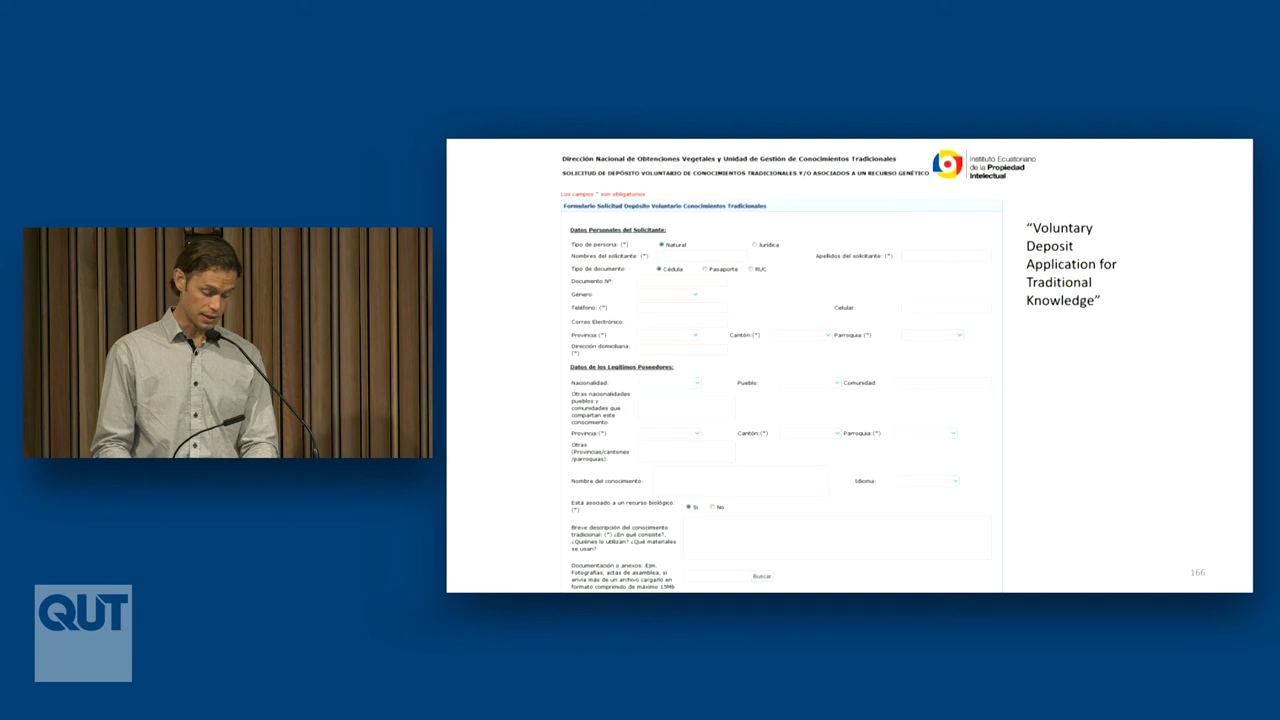 Dirección Nacional de Obtenciones Vegetales y Unidad de Gestión de Conocimientos Tradicionales
SOLICITUD DE DEPÓSITO VOLUNTARIO DE CONOCIMIENTOS TRADICIONALES Y/O ASOCIADOS A UN RECURSO GENÉTICO
Instituto Ecuatoriano
de la Propiedad
Intelectual
Los campos * son obligatorios
Formulario Solicitud Depósito Voluntario Conocimientos Tradicionales
Datos Personales del Solicitante:
Tipo de persona: (*) Natural Jurídica
Nombres del solicitante: (*) Apellidos del solicitante: (*)
Tipo de documento: Cédula Pasaporte RUC
Documento Nº:
Género:
Teléfono: (*) Celular:
Correo Electrónico:
Provincia:(*) Cantón:(*) Parroquia:(*)
Dirección domiciliaria:
(*)
Datos de los Legítimos Poseedores:
Nacionalidad: Pueblo: Comunidad:
Otras nacionalidades
pueblos y
comunidades que
compartan este
conocimiento:
Provincia:(*) Cantón:(*) Parroquia:(*)
Otras
(Provincias/cantones
/parroquias):
Nombre del conocimiento: Idioma:
Está asociado a un recurso biológico:
(*) Si No
Breve descripción del conocimiento
tradicional: (*) ¿En qué consiste?,
¿Quiénes lo utilizan? ¿Qué materiales
se usan?
Documentación o anexos: Ejm.
Fotografías, actas de asamblea, si
envía más de un archivo cargarlo en
formato comprimido de máximo 15Mb
Buscar
“Voluntary
Deposit
Application for
Traditional
Knowledge”
166
QUT